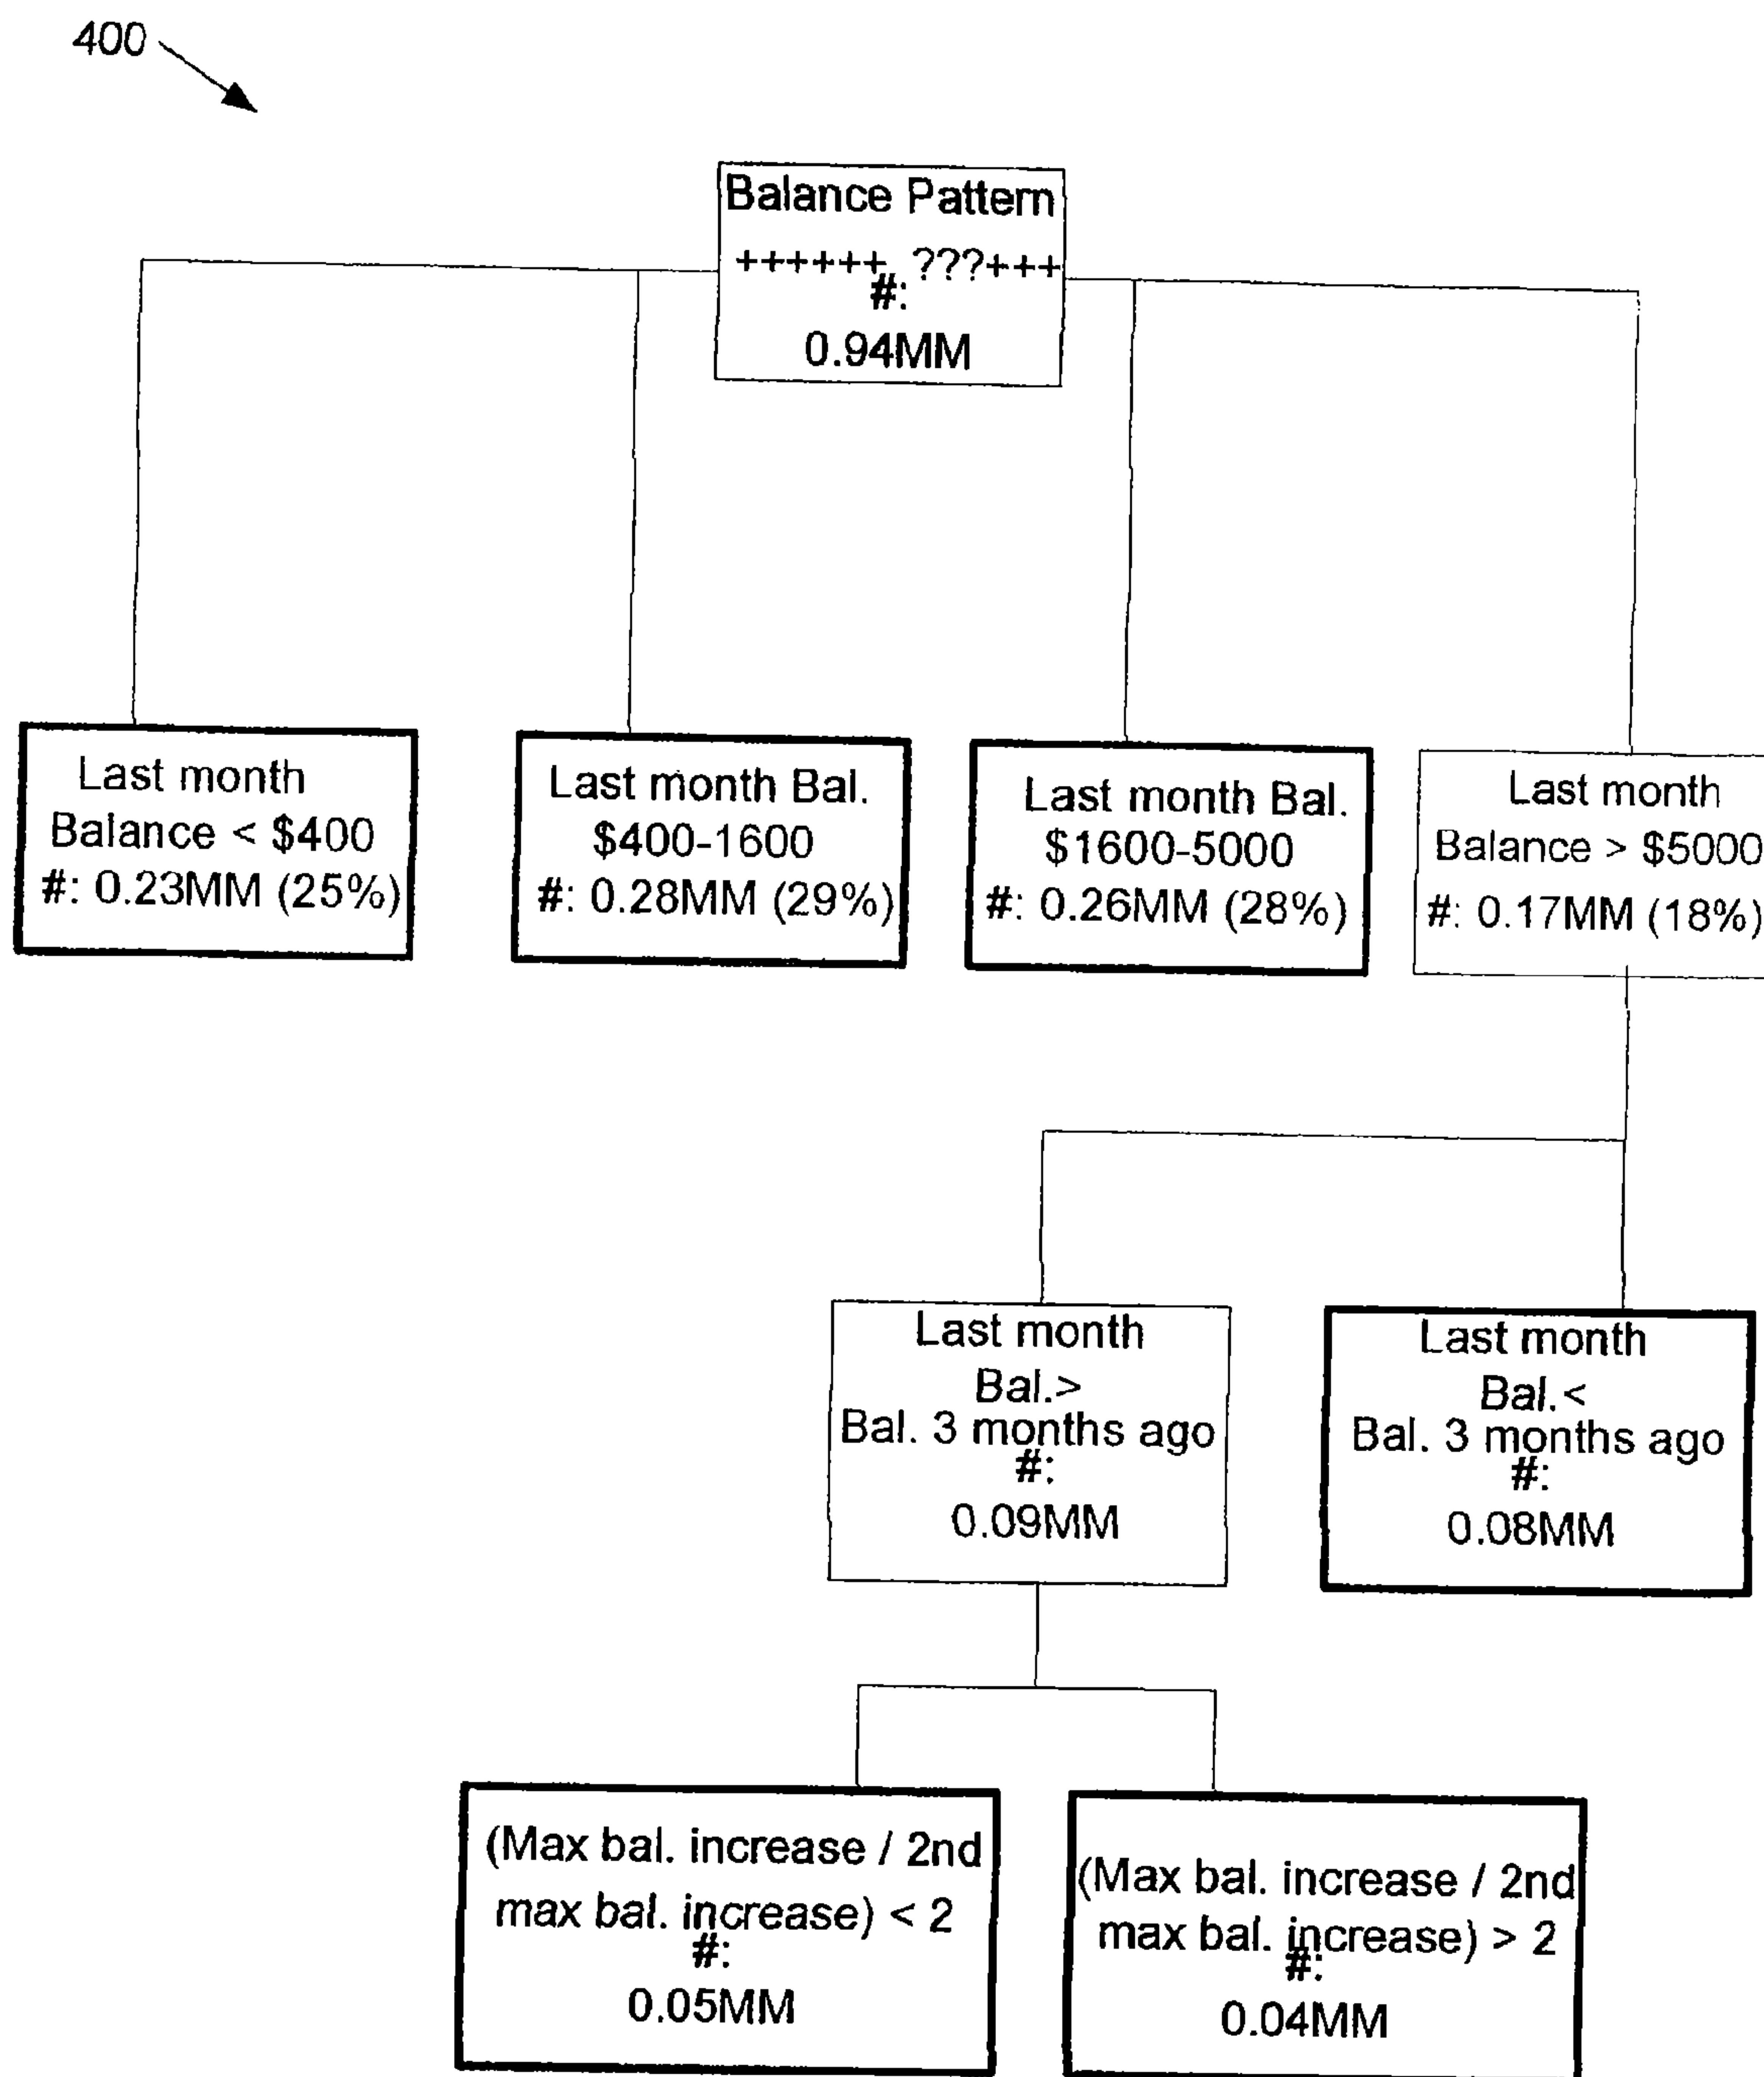 400
Balance Pattern
++++++, ???+++
#:
0.94MM
Last month
Balance < $400
#: 0.23MM (25%)
Last month Bal.
$400-1600
#: 0.28MM (29%)
Last month Bal.
$1600-5000
#: 0.26MM (28%)
Last month
Balance > $5000
#: 0.17MM (18%)
Last month
Bal.>
Bal. 3 months ago
#:
0.09MM
Last month
Bal.<
Bal. 3 months ago
#:
0.08MM
(Max bal. increase / 2nd
max bal. increase) < 2
#:
0.05MM
(Max bal. increase / 2nd
max bal. increase) > 2
#:
0.04MM